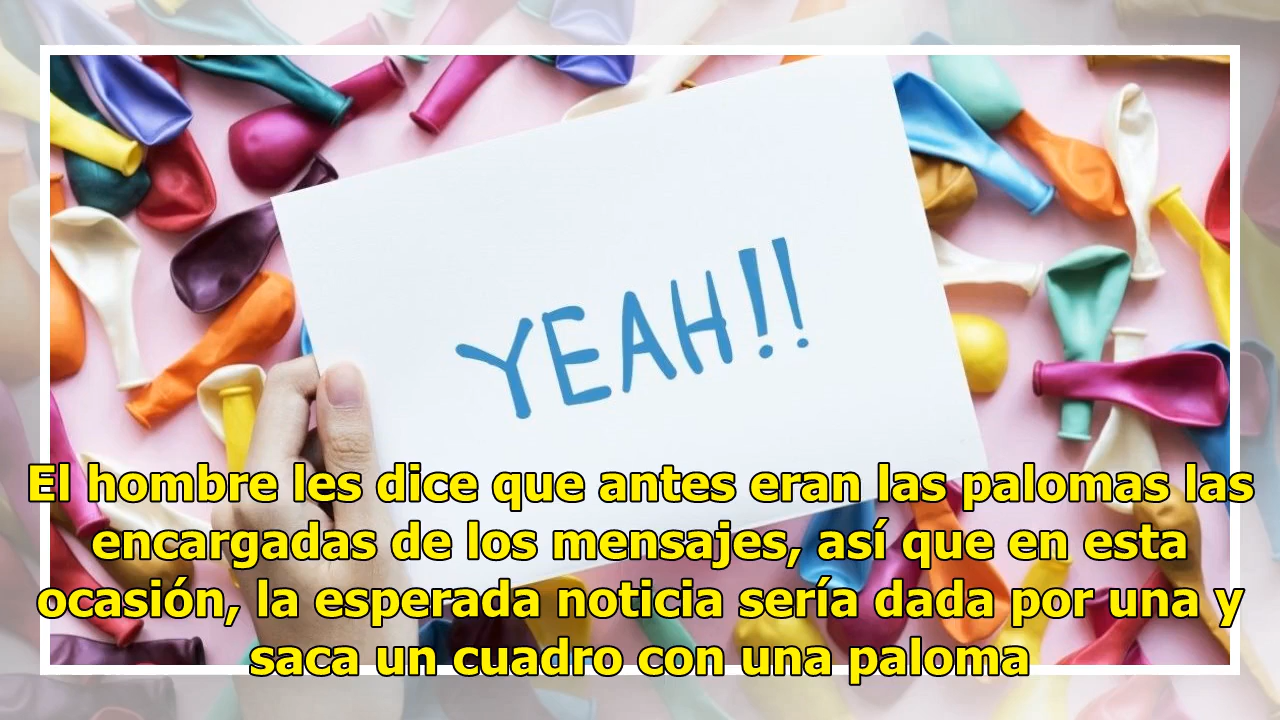 YEAH!!
El hombre les dice que antes eran las palomas las
encargadas de los mensajes, así que en esta
ocasión, la esperada noticia sería dada por una y
saca un cuadro con una paloma